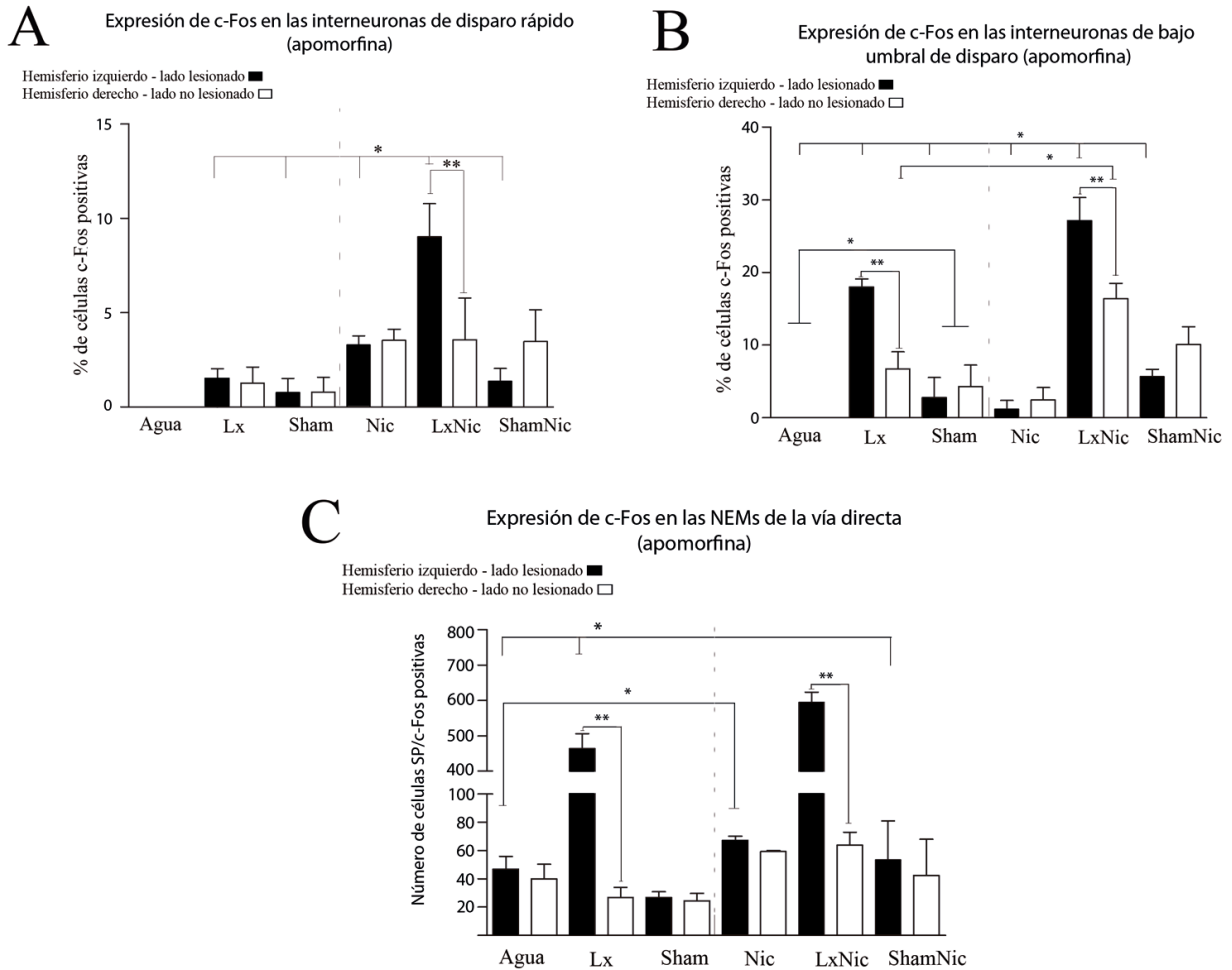 A
Expresión de c-Fos en las interneuronas de disparo rápido
(apomorfina)
Hemisferio izquierdo - lado lesionado
Hemisferio derecho - lado no lesionado
% de células c-Fos positivas
15
10
5
0
*
**
Agua
Lx
Sham
Nic
LxNic
ShamNic
B
Expresión de c-Fos en las interneuronas de bajo
umbral de disparo (apomorfina)
Hemisferio izquierdo - lado lesionado
Hemisferio derecho - lado no lesionado
% de células c-Fos positivas
40
30
20
10
0
*
*
**
*
**
Agua
Lx
Sham
Nic
LxNic
ShamNic
C
Expresión de c-Fos en las NEMs de la vía directa
(apomorfina)
Hemisferio izquierdo - lado lesionado
Hemisferio derecho - lado no lesionado
Número de células SP/c-Fos positivas
800
700
600
500
400
100
80
60
40
20
*
*
**
**
Agua
Lx
Sham
Nic
LxNic
ShamNic